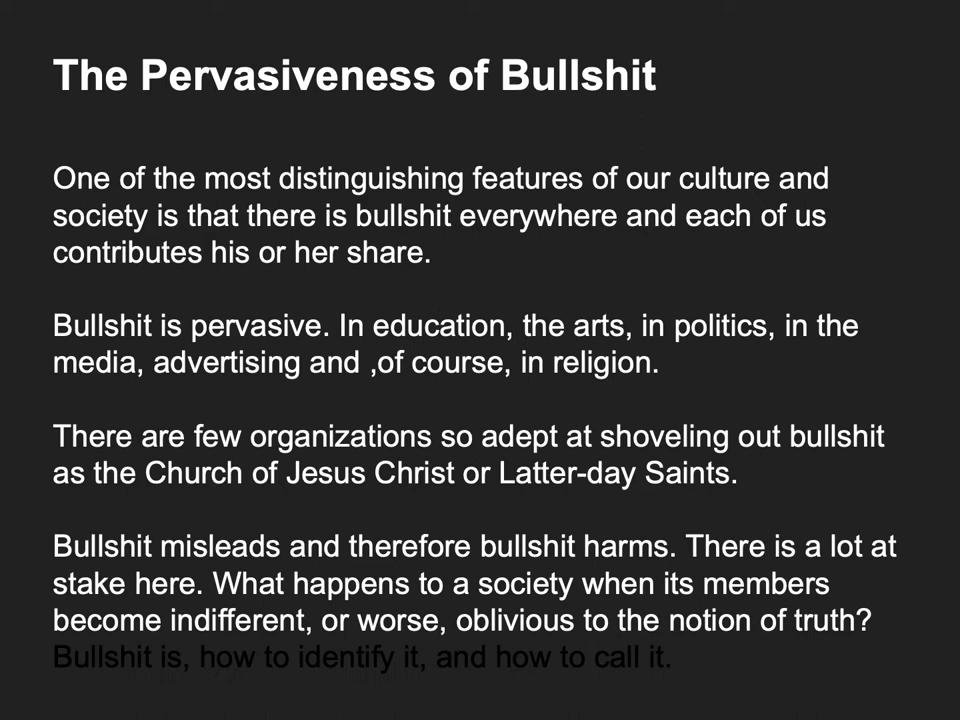 The Pervasiveness of Bullshit
One of the most distinguishing features of our culture and
society is that there is bullshit everywhere and each of us
contributes his or her share.
Bullshit is pervasive. In education, the arts, in politics, in the
media, advertising and ,of course, in religion.
There are few organizations so adept at shoveling out bullshit
as the Church of Jesus Christ or Latter-day Saints.
Bullshit misleads and therefore bullshit harms. There is a lot at
stake here. What happens to a society when its members
become indifferent, or worse, oblivious to the notion of truth?
Bullshit is, how to identify it, and how to call it.